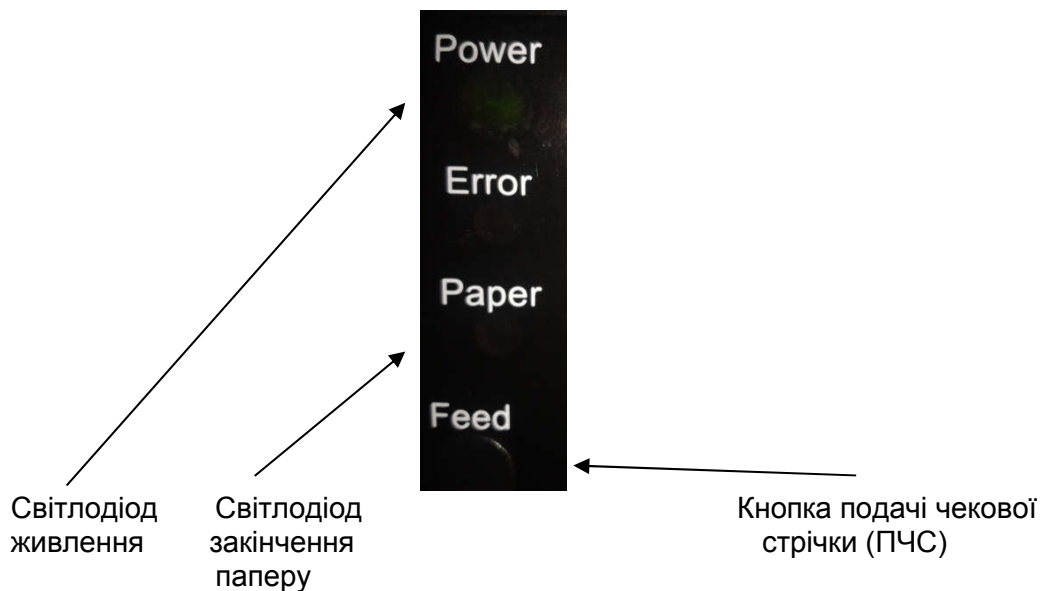 Power
Error
Paper
Feed
Світлодіод
живлення
Світлодіод
закінчення
паперу
Кнопка подачі чекової
стрічки (ПЧС)